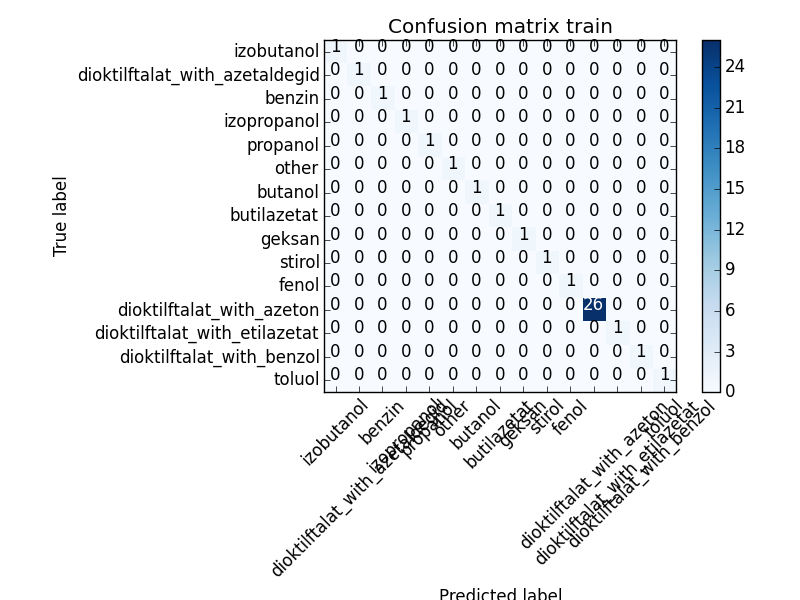 Confusion matrix train
izobutanol 1 0 0 0 0 0 0 0 0 0 0 0 0 0 0
dioktilftalat_with_azetaldegid 0 1 0 0 0 0 0 0 0 0 0 0 0 0 0
benzin 0 0 1 0 0 0 0 0 0 0 0 0 0 0 0
izopropanol 0 0 0 1 0 0 0 0 0 0 0 0 0 0 0
propanol 0 0 0 0 1 0 0 0 0 0 0 0 0 0 0
other 0 0 0 0 0 1 0 0 0 0 0 0 0 0 0
butanol 0 0 0 0 0 0 1 0 0 0 0 0 0 0 0
butilazetat 0 0 0 0 0 0 0 1 0 0 0 0 0 0 0
geksan 0 0 0 0 0 0 0 0 1 0 0 0 0 0 0
stirol 0 0 0 0 0 0 0 0 0 1 0 0 0 0 0
fenol 0 0 0 0 0 0 0 0 0 0 1 0 0 0 0
dioktilftalat_with_azeton 0 0 0 0 0 0 0 0 0 0 0 26 0 0 0
dioktilftalat_with_etilazetat 0 0 0 0 0 0 0 0 0 0 0 0 1 0 0
dioktilftalat_with_benzol 0 0 0 0 0 0 0 0 0 0 0 0 0 1 0
toluol 0 0 0 0 0 0 0 0 0 0 0 0 0 0 1
True label
izobutanol
dioktilftalat_with_azetaldegid
benzin
izopropanol
propanol
other
butanol
butilazetat
geksan
stirol
fenol
dioktilftalat_with_azeton
dioktilftalat_with_etilazetat
dioktilftalat_with_benzol
toluol
Predicted label
24
21
18
15
12
9
6
3
0